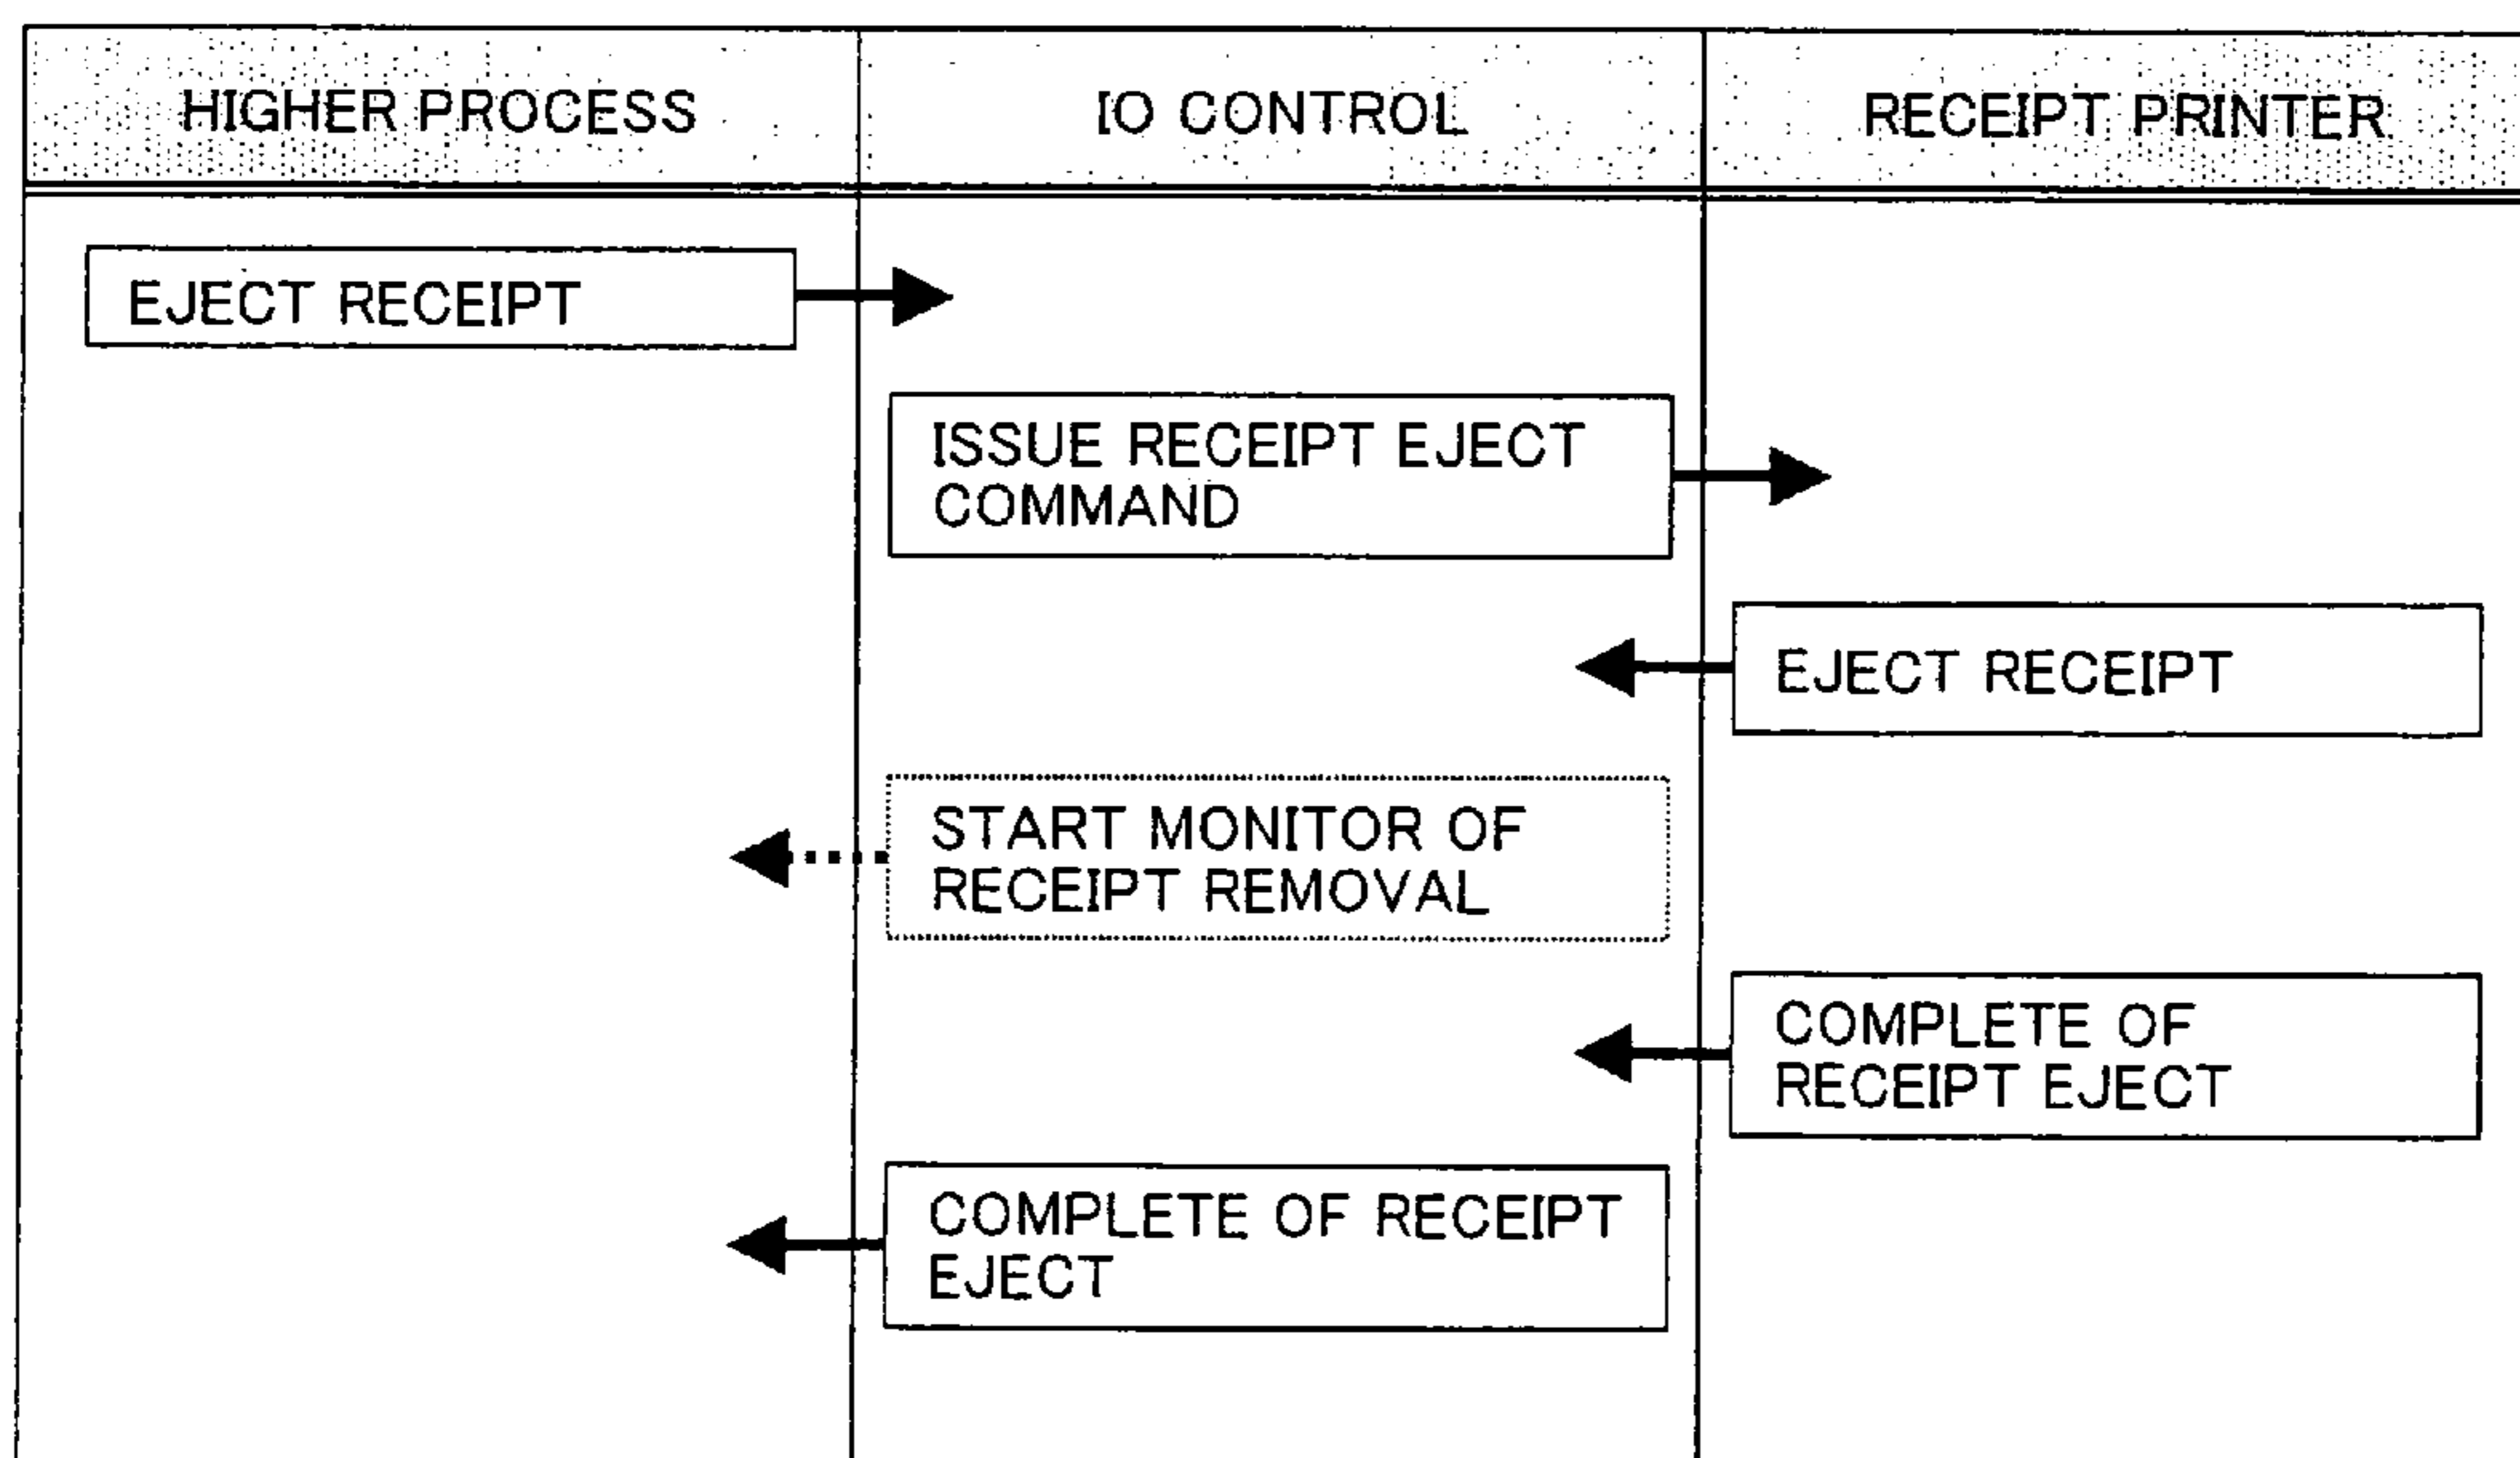 HIGHER PROCESS
IO CONTROL
RECEIPT PRINTER
EJECT RECEIPT
ISSUE RECEIPT EJECT
COMMAND
EJECT RECEIPT
START MONITOR OF
RECEIPT REMOVAL
COMPLETE OF
RECEIPT EJECT
COMPLETE OF RECEIPT
EJECT